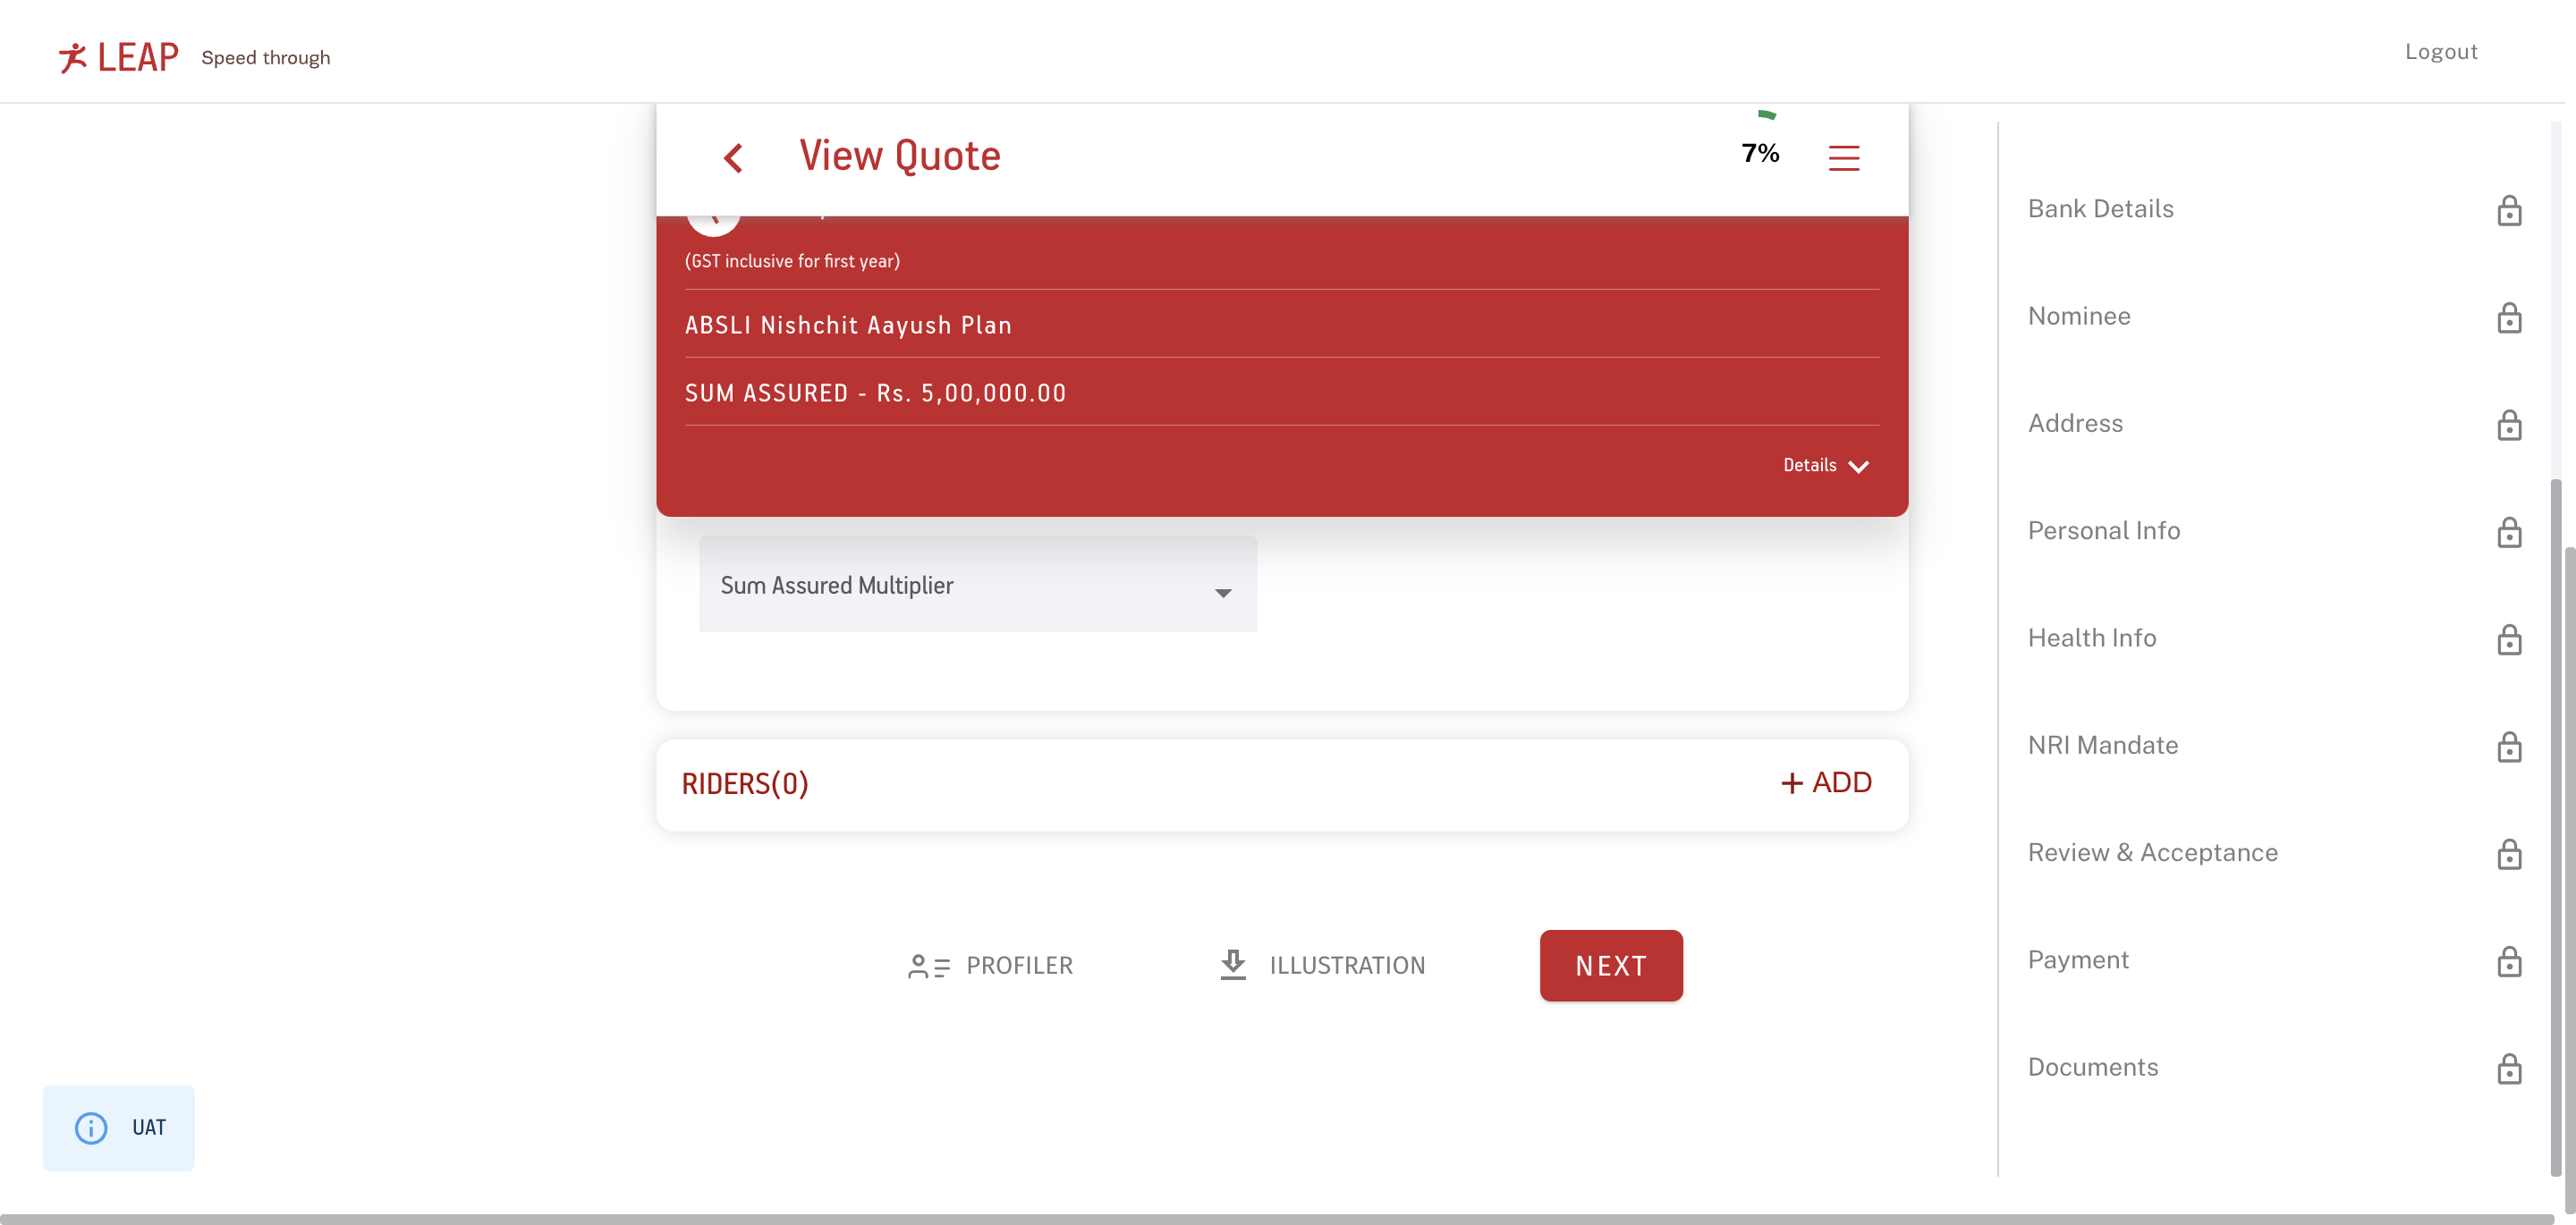 LEAP Speed through
Logout
View Quote
7%
(GST inclusive for first year)
ABSLI Nishchit Aayush Plan
SUM ASSURED - Rs. 5,00,000.00
Details
Sum Assured Multiplier
RIDERS(0)
+ ADD
PROFILER
ILLUSTRATION
NEXT
UAT
Bank Details
Nominee
Address
Personal Info
Health Info
NRI Mandate
Review & Acceptance
Payment
Documents